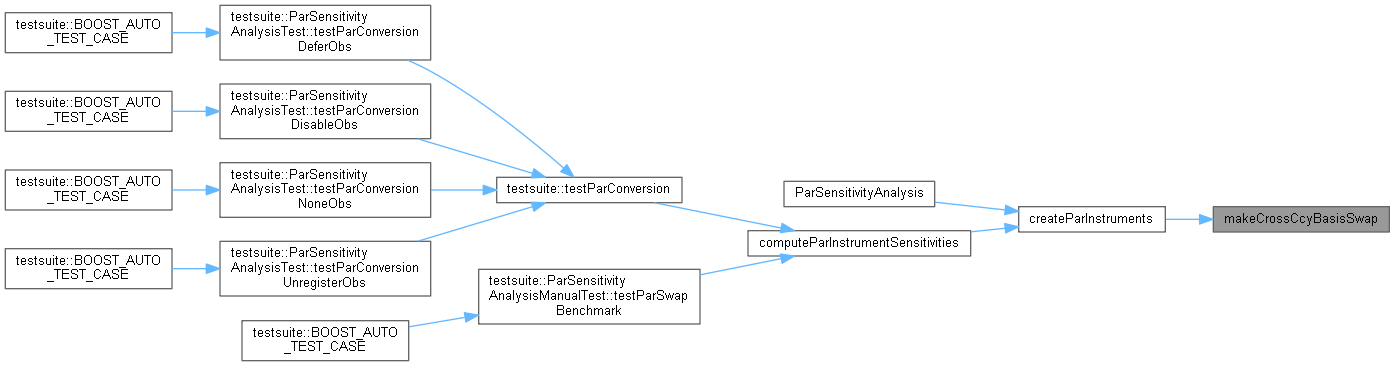 testsuite::BOOST_AUTO
_TEST_CASE
testsuite::ParSensitivity
AnalysisTest::testParConversion
DeferObs
testsuite::BOOST_AUTO
_TEST_CASE
testsuite::ParSensitivity
AnalysisTest::testParConversion
DisableObs
testsuite::BOOST_AUTO
_TEST_CASE
testsuite::ParSensitivity
AnalysisTest::testParConversion
NoneObs
testsuite::BOOST_AUTO
_TEST_CASE
testsuite::ParSensitivity
AnalysisTest::testParConversion
UnregisterObs
testsuite::BOOST_AUTO
_TEST_CASE
testsuite::testParConversion
testsuite::ParSensitivity
AnalysisManualTest::testParSwap
Benchmark
ParSensitivityAnalysis
computeParInstrumentSensitivities
createParInstruments
makeCrossCcyBasisSwap